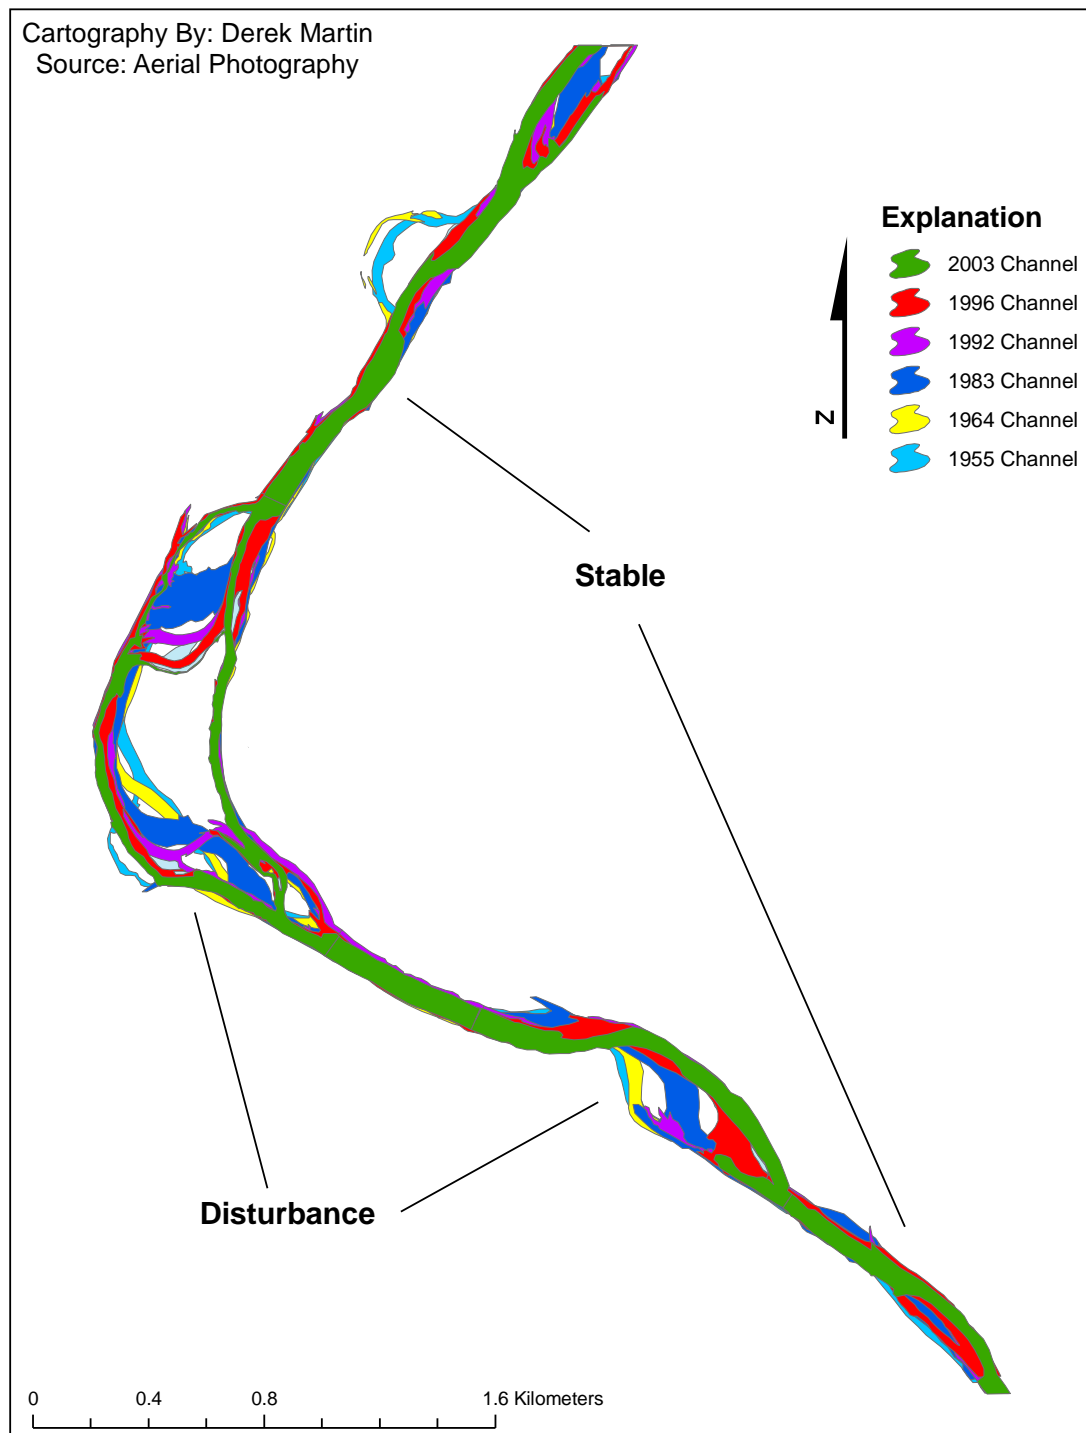 Cartography By: Derek Martin
Source: Aerial Photography
Explanation
2003 Channel
1996 Channel
1992 Channel
1983 Channel
1964 Channel
1955 Channel
N
Stable
Disturbance
0 0.4 0.8 1.6 Kilometers